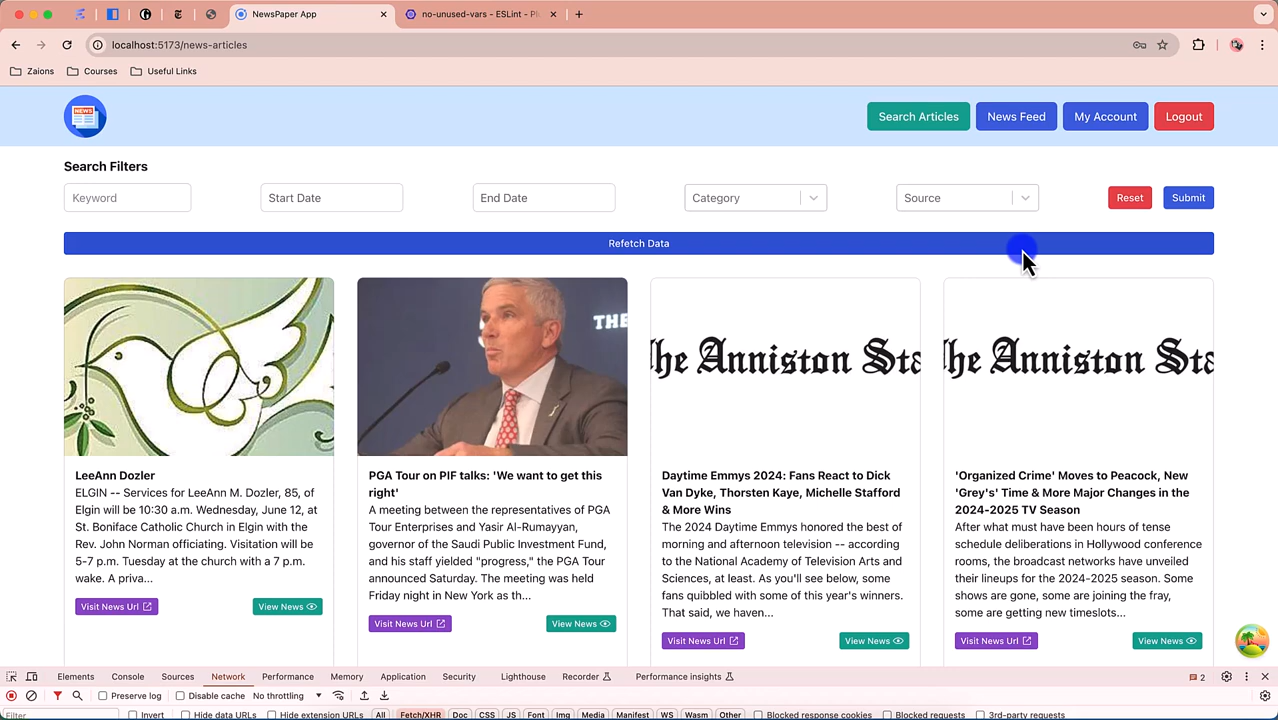 NewsPaper App
no-unused-vars - ESLint - Pl
localhost:5173/news-articles
Zaions
Courses
Useful Links
NEWS
Search Articles
News Feed
My Account
Logout
Search Filters
Keyword
Start Date
End Date
Category
Source
Reset
Submit
Refetch Data
THE
he Anniston Sta
he Anniston Sta
LeeAnn Dozler
ELGIN -- Services for LeeAnn M. Dozler, 85, of
Elgin will be 10:30 a.m. Wednesday, June 12, at
St. Boniface Catholic Church in Elgin with the
Rev. John Norman officiating. Visitation will be
5-7 p.m. Tuesday at the church with a 7 p.m.
wake. A priva...
Visit News Url
View News
PGA Tour on PIF talks: 'We want to get this
right'
A meeting between the representatives of PGA
Tour Enterprises and Yasir Al-Rumayyan,
governor of the Saudi Public Investment Fund,
and his staff yielded "progress," the PGA Tour
announced Saturday. The meeting was held
Friday night in New York as th...
Visit News Url
View News
Daytime Emmys 2024: Fans React to Dick
Van Dyke, Thorsten Kaye, Michelle Stafford
& More Wins
The 2024 Daytime Emmys honored the best of
morning and afternoon television -- according
to the National Academy of Television Arts and
Sciences, at least. As you'll see below, some
fans quibbled with some of this year's winners.
That said, we haven...
Visit News Url
View News
'Organized Crime' Moves to Peacock, New
'Grey's' Time & More Major Changes in the
2024-2025 TV Season
After what must have been hours of tense
schedule deliberations in Hollywood conference
rooms, the broadcast networks have unveiled
their lineups for the 2024-2025 season. Some
shows are gone, some are joining the fray,
some are getting new timeslots...
Visit News Url
View News
Elements
Console
Sources
Network
Performance
Memory
Application
Security
Lighthouse
Recorder
Performance insights
2
Preserve log
Disable cache
No throttling
Filter
Invert
Hide data URLs
Hide extension URLs
All
Fetch/XHR
Doc
CSS
JS
Font
Img
Media
Manifest
WS
Wasm
Other
Blocked response cookies
Blocked requests
3rd-party requests